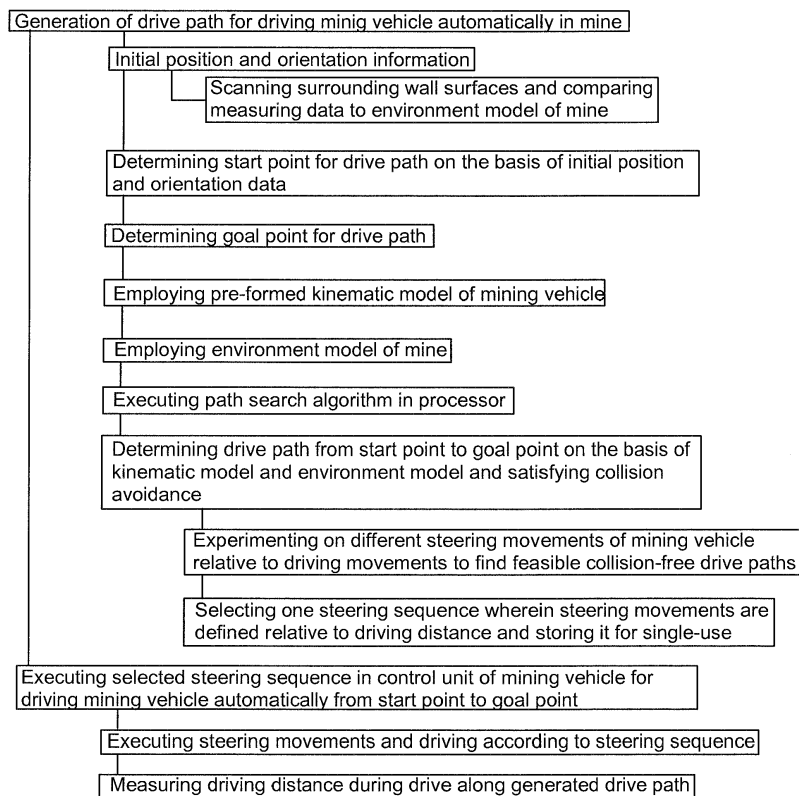 Generation of drive path for driving minig vehicle automatically in mine
Initial position and orientation information
Scanning surrounding wall surfaces and comparing
measuring data to environment model of mine
Determining start point for drive path on the basis of initial position
and orientation data
Determining goal point for drive path
Employing pre-formed kinematic model of mining vehicle
Employing environment model of mine
Executing path search algorithm in processor
Determining drive path from start point to goal point on the basis of
kinematic model and environment model and satisfying collision
avoidance
Experimenting on different steering movements of mining vehicle
relative to driving movements to find feasible collision-free drive paths
Selecting one steering sequence wherein steering movements are
defined relative to driving distance and storing it for single-use
Executing selected steering sequence in control unit of mining vehicle for
driving mining vehicle automatically from start point to goal point
Executing steering movements and driving according to steering sequence
Measuring driving distance during drive along generated drive path